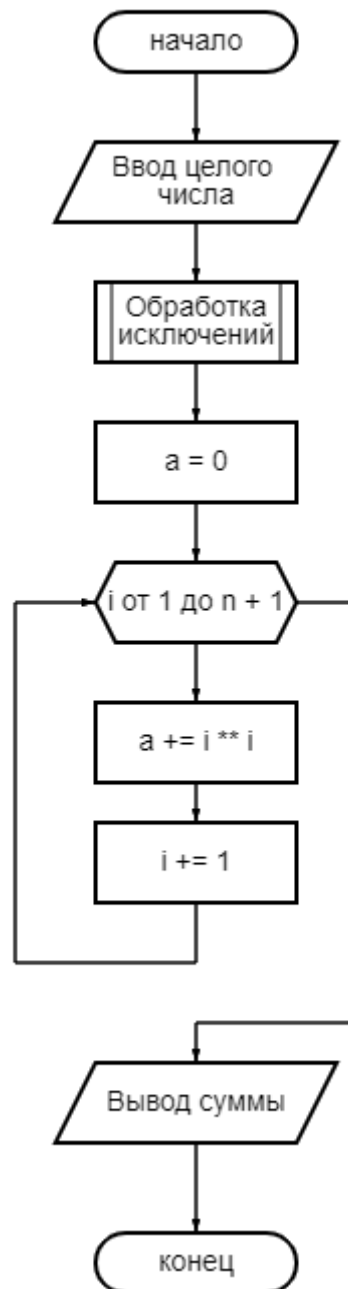 начало
Ввод целого
числа
Обработка
исключений
a = 0
i от 1 до n + 1
a += i ** i
i += 1
Вывод суммы
конец